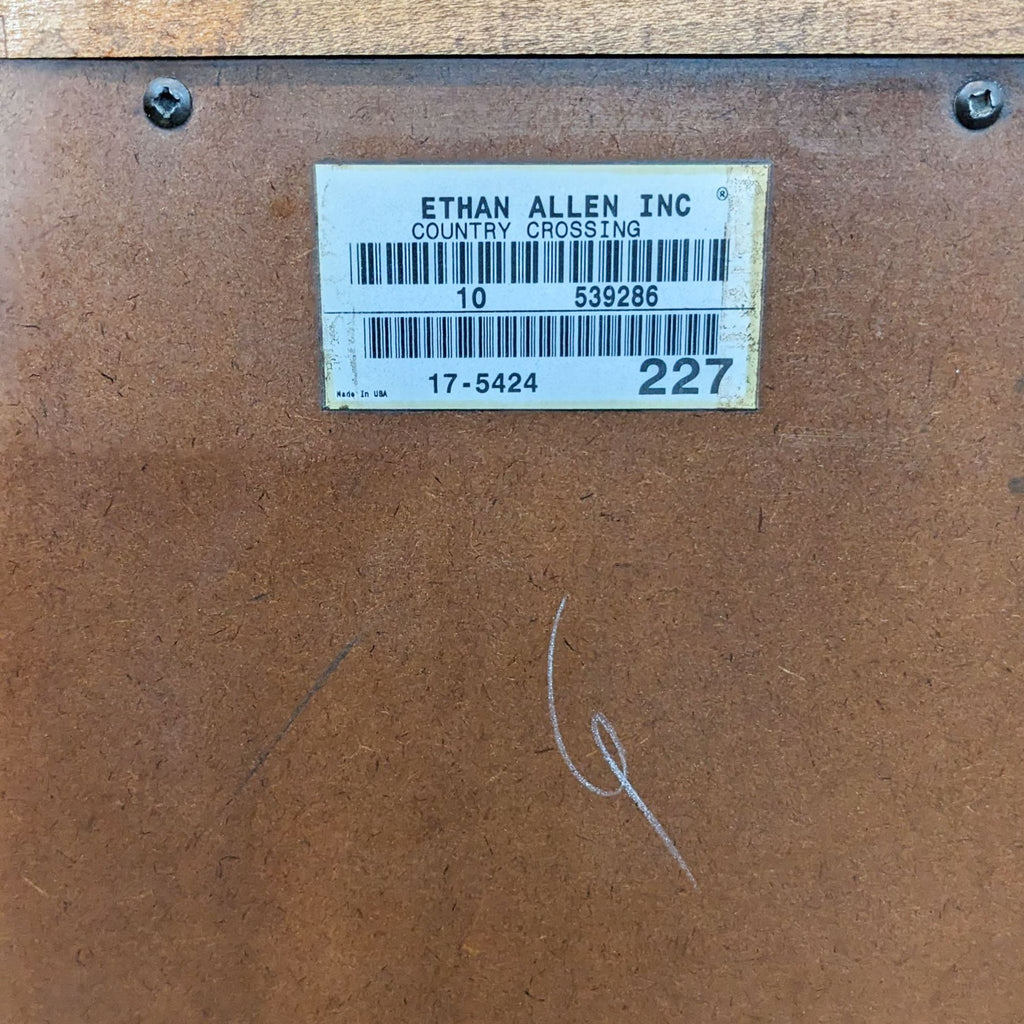 ETHAN ALLEN INC ®
COUNTRY CROSSING
10 539286
17-5424 227
Made In USA